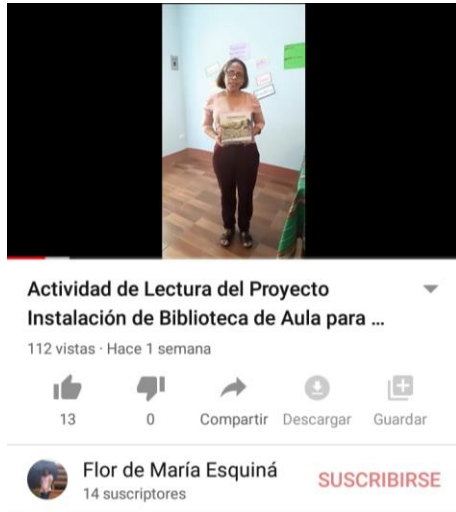 Actividad de Lectura del Proyecto
Instalación de Biblioteca de Aula para ...
112 vistas · Hace 1 semana
13
0
Compartir
Descargar
Guardar
Flor de María Esquiná
SUSCRIBIRSE
14 suscriptores